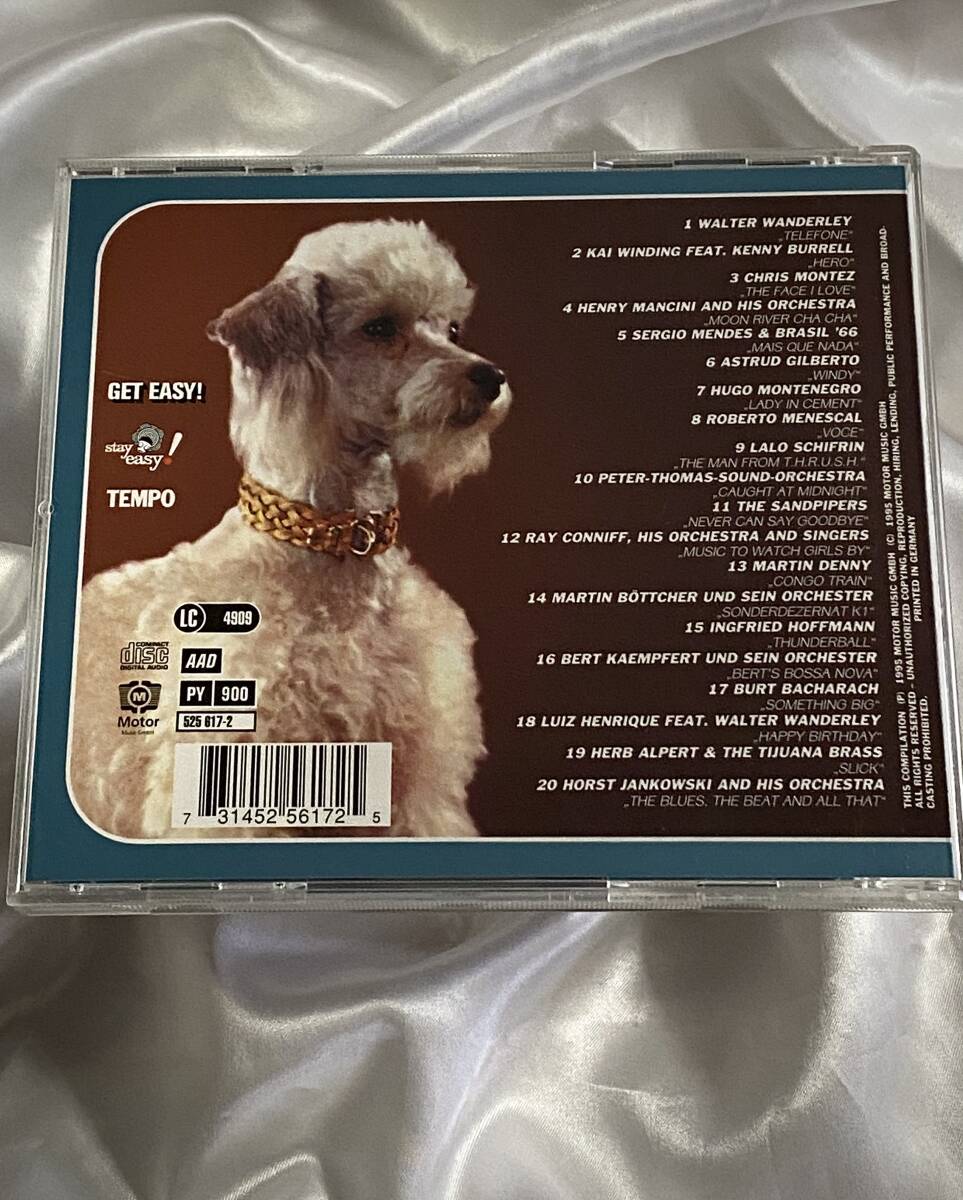 1 WALTER WANDERLEY
„TELEFONE“
2 KAI WINDING FEAT. KENNY BURRELL
„HERO“
3 CHRIS MONTEZ
„THE FACE I LOVE“
4 HENRY MANCINI AND HIS ORCHESTRA
„MOON RIVER CHA CHA“
5 SERGIO MENDES & BRASIL '66
„MAIS QUE NADA“
6 ASTRUD GILBERTO
„WINDY“
7 HUGO MONTENEGRO
„LADY IN CEMENT“
8 ROBERTO MENESCAL
„VOCE“
9 LALO SCHIFRIN
„THE MAN FROM T.H.R.U.S.H.“
10 PETER-THOMAS-SOUND-ORCHESTRA
„CAUGHT AT MIDNIGHT“
11 THE SANDPIPERS
„NEVER CAN SAY GOODBYE“
12 RAY CONNIFF, HIS ORCHESTRA AND SINGERS
„MUSIC TO WATCH GIRLS BY“
13 MARTIN DENNY
„CONGO TRAIN“
14 MARTIN BÖTTCHER UND SEIN ORCHESTER
„SONDERDEZERNAT K1“
15 INGFRIED HOFFMANN
„THUNDERBALL“
16 BERT KAEMPFERT UND SEIN ORCHESTER
„BERT'S BOSSA NOVA“
17 BURT BACHARACH
„SOMETHING BIG“
18 LUIZ HENRIQUE FEAT. WALTER WANDERLEY
„HAPPY BIRTHDAY“
19 HERB ALPERT & THE TIJUANA BRASS
„SLICK“
20 HORST JANKOWSKI AND HIS ORCHESTRA
„THE BLUES. THE BEAT AND ALL THAT“
GET EASY!
stay
easy!
TEMPO
LC 4909
COMPACT
disc
DIGITAL AUDIO
AAD
M
Motor
Music GmbH
PY 900
525 617-2
7 31452 56172 5
THIS COMPILATION (P) 1995 MOTOR MUSIC GMBH (C) 1995 MOTOR MUSIC GMBH
ALL RIGHTS RESERVED - UNAUTHORIZED COPYING, REPRODUCTION, HIRING, LENDING, PUBLIC PERFORMANCE AND BROAD-
CASTING PROHIBITED.
PRINTED IN GERMANY